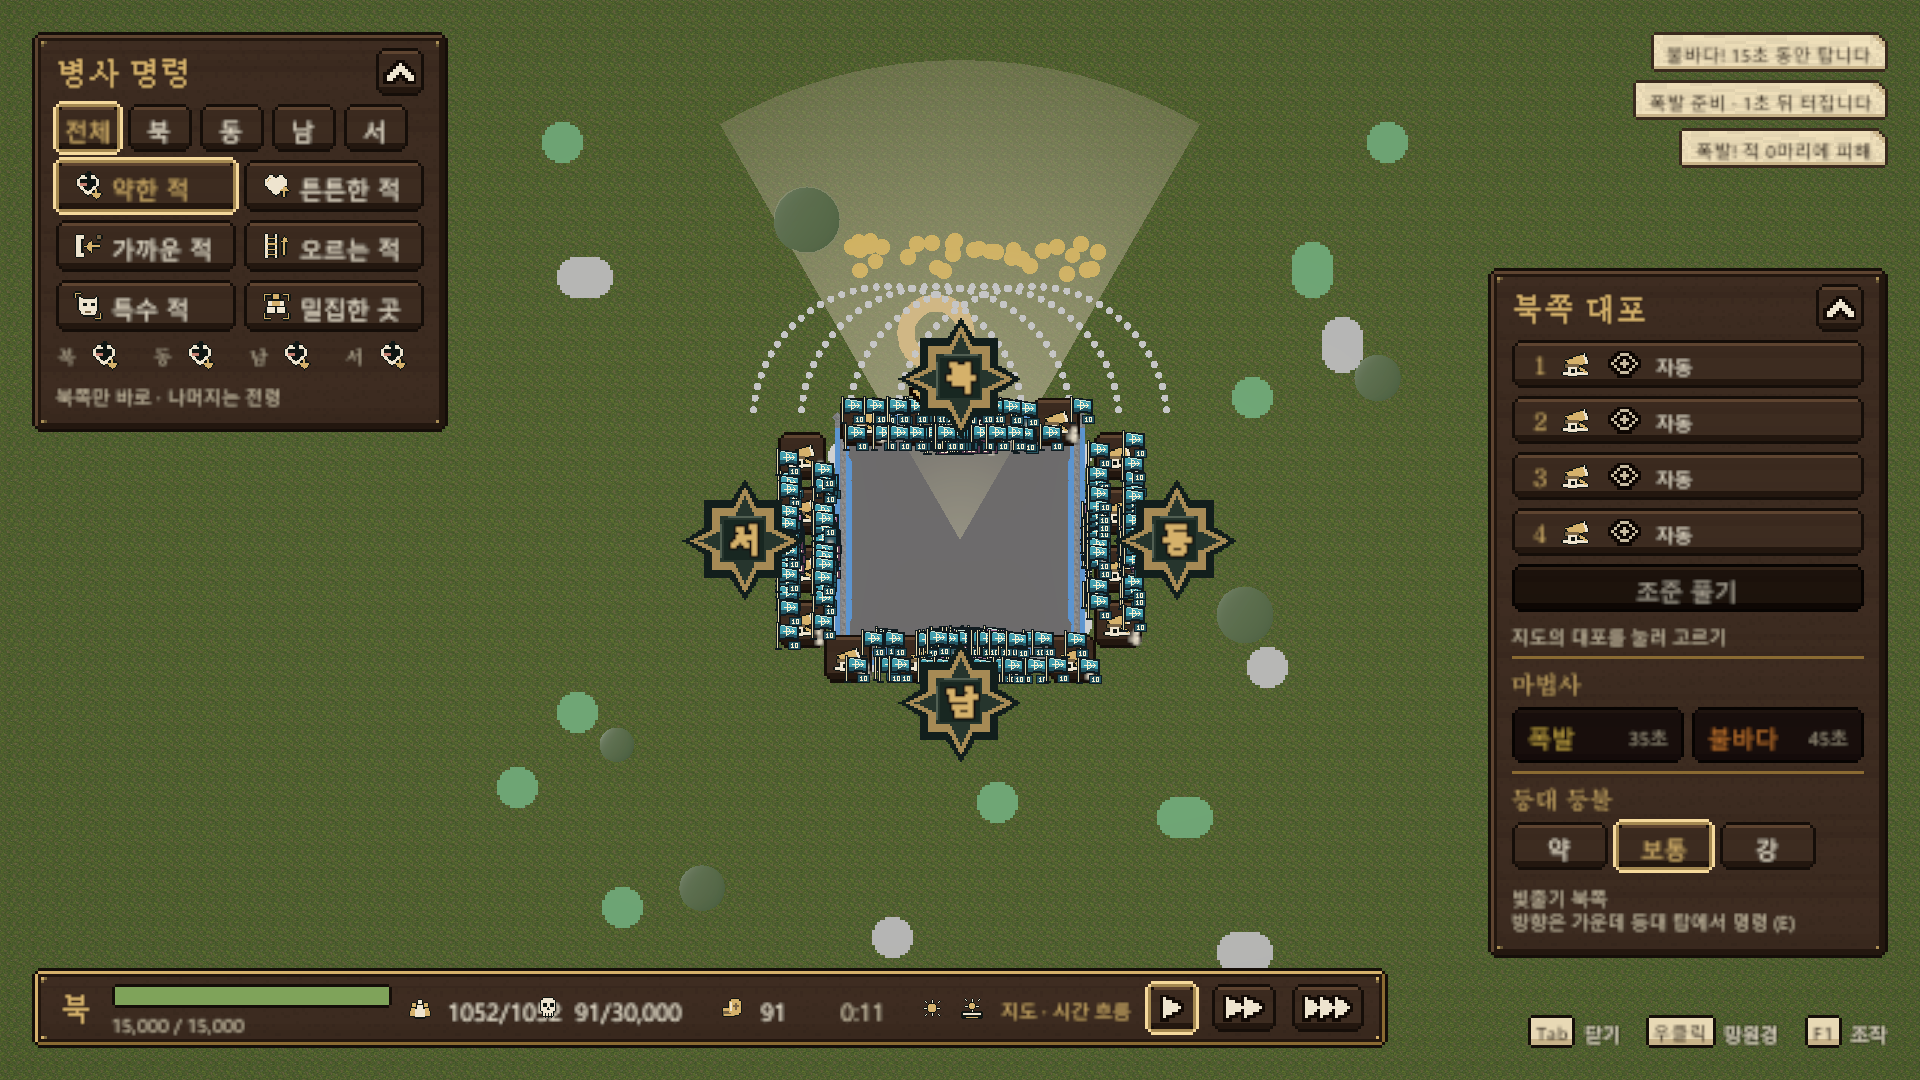 병사 명령
전체 북 동 남 서
약한 적 튼튼한 적
가까운 적 오르는 적
특수 적 밀집한 곳
북 동 남 서
북쪽만 바로 · 나머지는 전령
불바다! 15초 동안 탑니다
폭발 준비 - 1초 뒤 터집니다
폭발! 적 0마리에 피해
북
서
동
남
북쪽 대포
1 자동
2 자동
3 자동
4 자동
조준 풀기
지도의 대포를 눌러 고르기
마법사
폭발 35초 불바다 45초
등대 등불
약 보통 강
빛줄기 북쪽
방향은 가운데 등대 탑에서 명령 (E)
북 15,000 / 15,000 1052/1052 91/30,000 91 0:11 지도 · 시간 흐름
Tab 닫기 우클릭 망원경 F1 조작